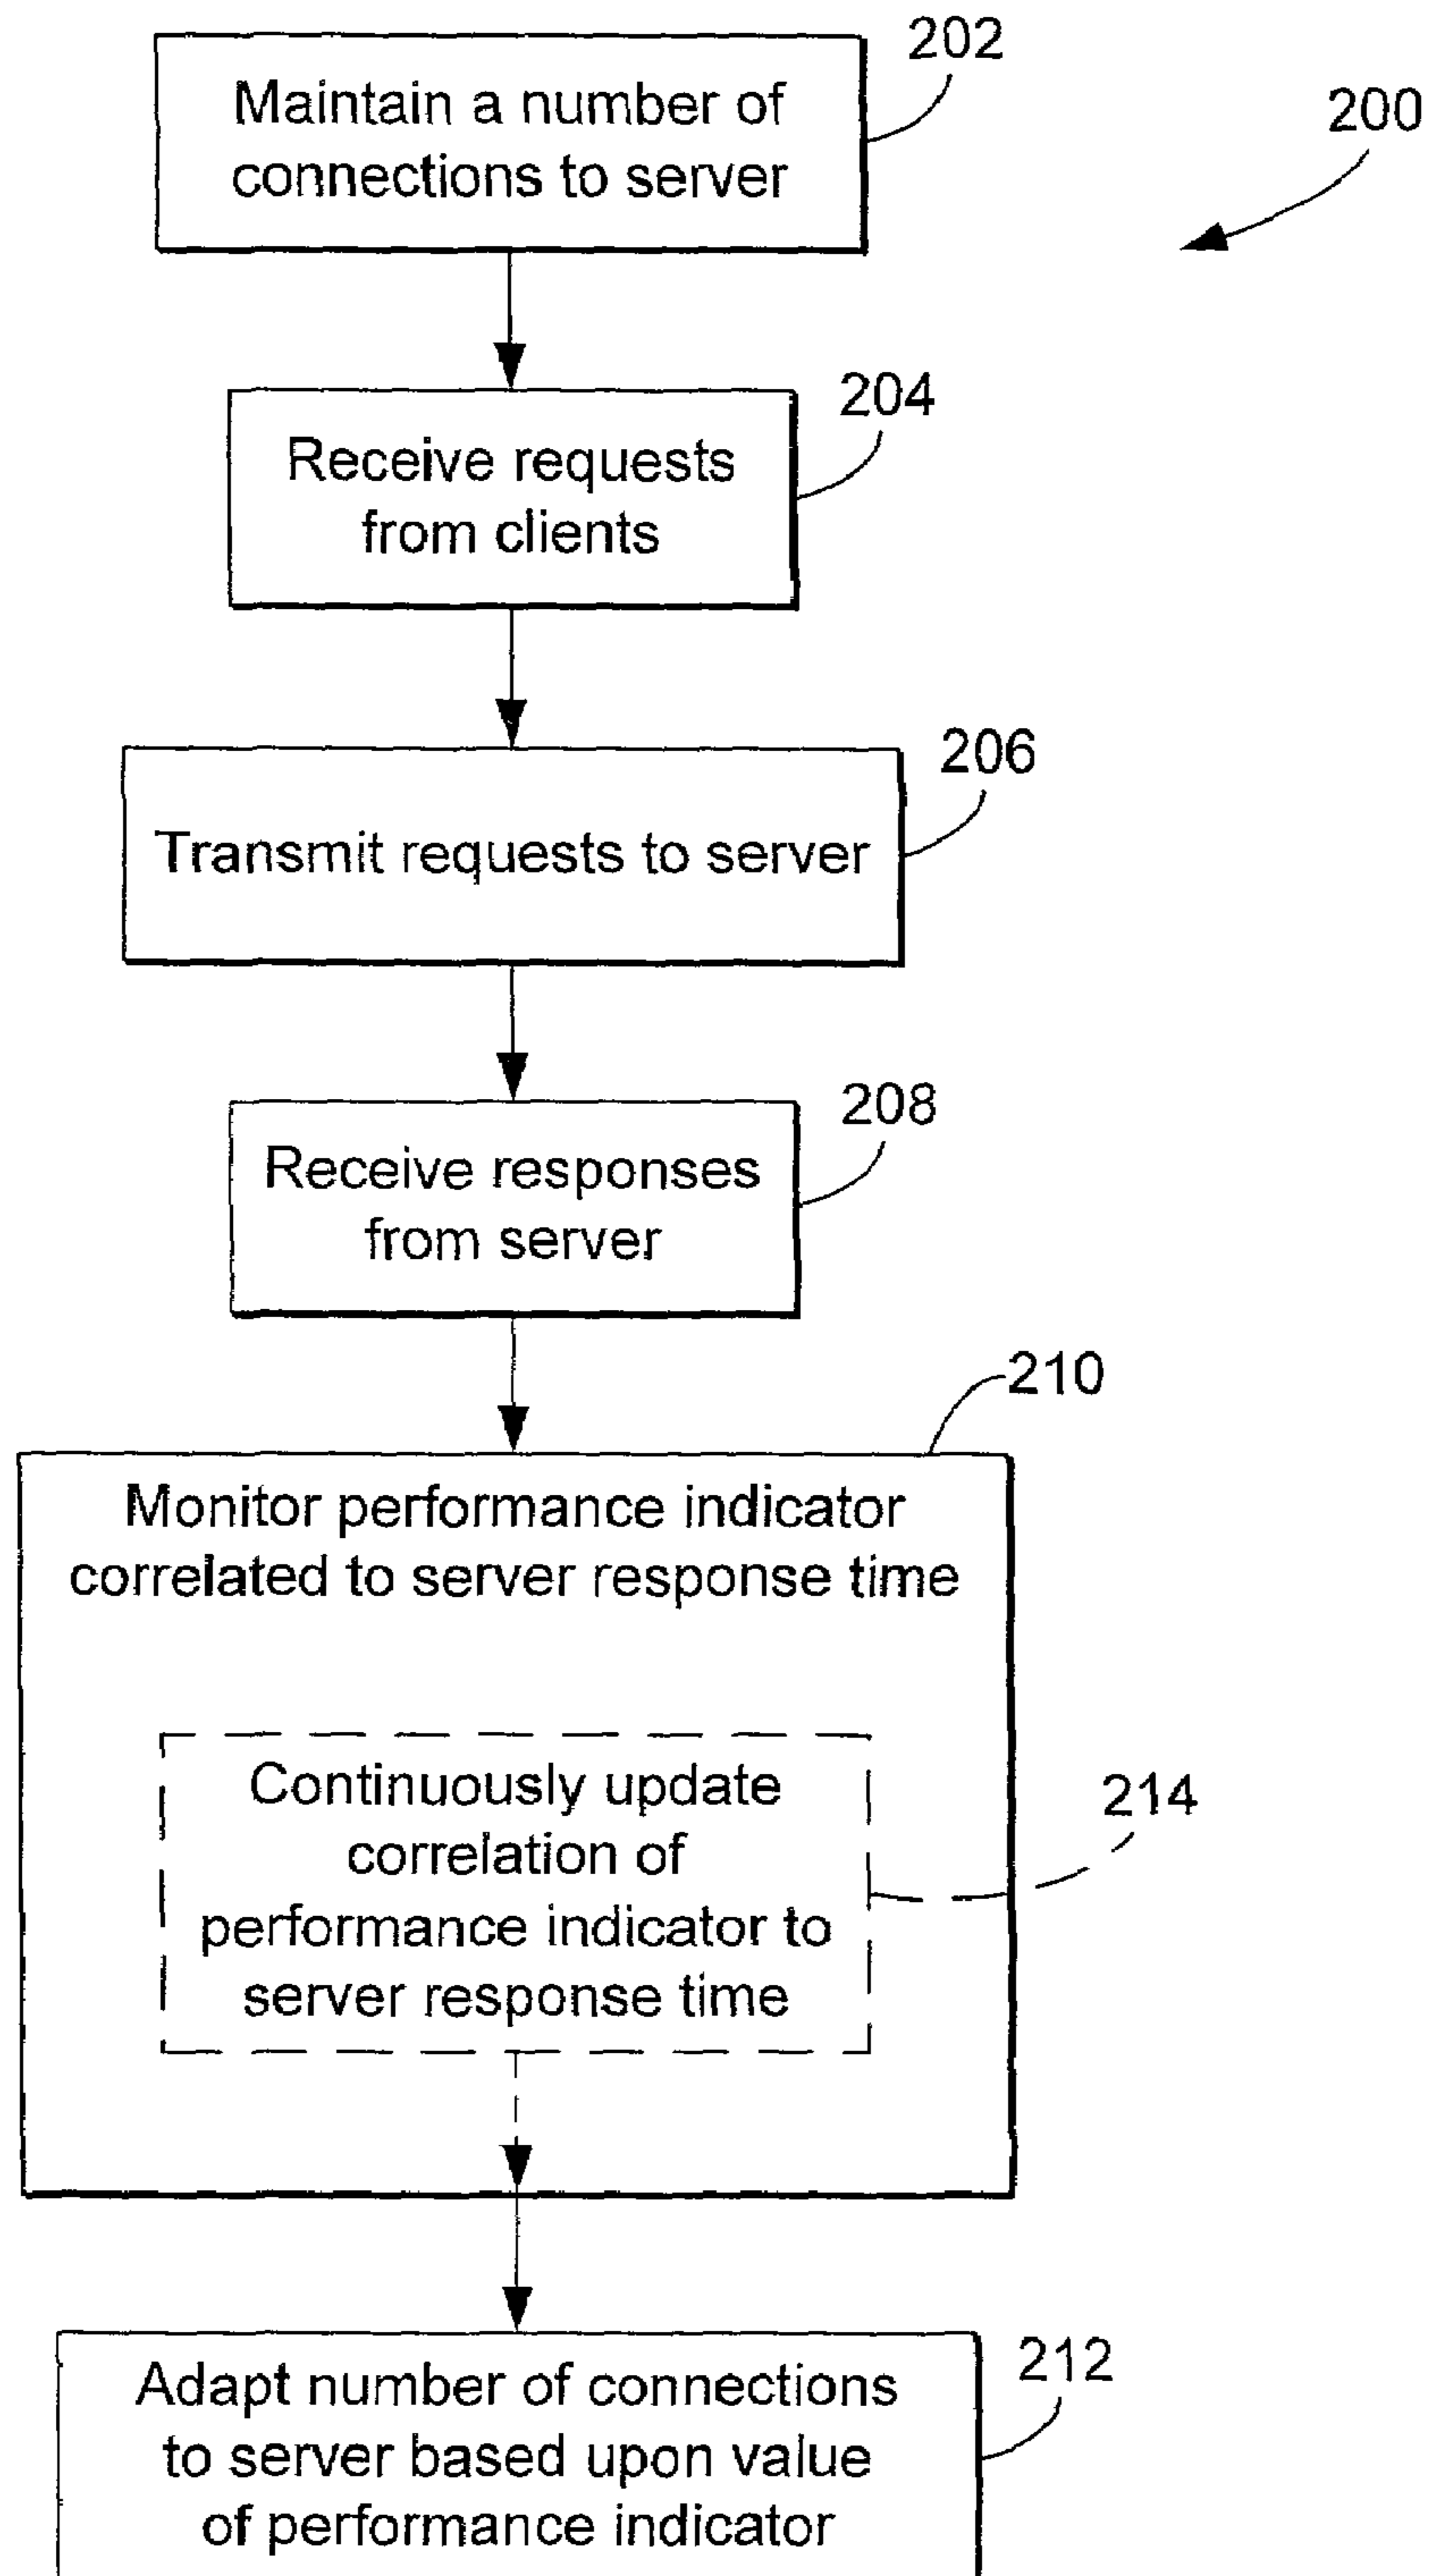 202
200
Maintain a number of
connections to server
204
Receive requests
from clients
206
Transmit requests to server
208
Receive responses
from server
210
Monitor performance indicator
correlated to server response time
214
Continuously update
correlation of
performance indicator to
server response time
212
Adapt number of connections
to server based upon value
of performance indicator